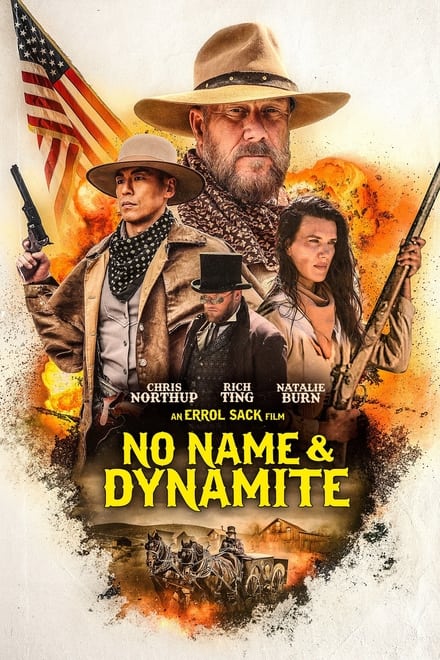 CHRIS
NORTHUP
RICH
TING
NATALIE
BURN
AN ERROL SACK FILM
NO NAME &
DYNAMITE